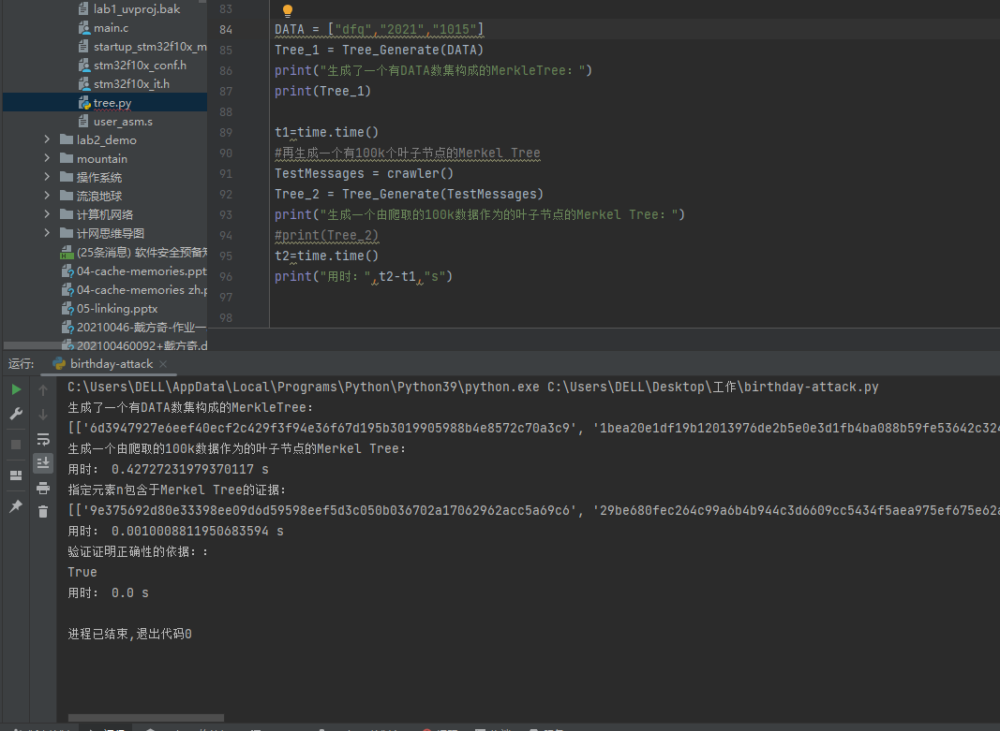 lab1_uvproj.bak
main.c
startup_stm32f10x_m
stm32f10x_conf.h
stm32f10x_it.h
tree.py
user_asm.s
lab2_demo
mountain
操作系统
流浪地球
计算机网络
计网思维导图
(25条消息) 软件安全预备知
04-cache-memories.ppt
04-cache-memories zh.p
05-linking.pptx
20210046-戴方奇-作业一
202100460092+戴方奇.d
83
84 DATA = ["dfq","2021","1015"]
85 Tree_1 = Tree_Generate(DATA)
86 print("生成了一个有DATA数集构成的MerkleTree：")
87 print(Tree_1)
88
89 t1=time.time()
90 #再生成一个有100k个叶子节点的Merkel Tree
91 TestMessages = crawler()
92 Tree_2 = Tree_Generate(TestMessages)
93 print("生成一个由爬取的100k数据作为的叶子节点的Merkel Tree：")
94 #print(Tree_2)
95 t2=time.time()
96 print("用时：",t2-t1,"s")
97
98
运行: birthday-attack
C:\Users\DELL\AppData\Local\Programs\Python\Python39\python.exe C:\Users\DELL\Desktop\工作\birthday-attack.py
生成了一个有DATA数集构成的MerkleTree：
[['6d3947927e6eef40ecf2c429f3f94e36f67d195b3019905988b4e8572c70a3c9', '1bea20e1df19b12013976de2b5e0e3d1fb4ba088b59fe53642c324
生成一个由爬取的100k数据作为的叶子节点的Merkel Tree：
用时： 0.42727231979370117 s
指定元素n包含于Merkel Tree的证据：
[['9e375692d80e33398ee09d6d59598eef5d3c050b036702a17062962acc5a69c6', '29be680fec264c99a6b4b944c3d6609cc5434f5aea975ef675e62a
用时： 0.0010008811950683594 s
验证证明正确性的依据：：
True
用时： 0.0 s
进程已结束,退出代码0